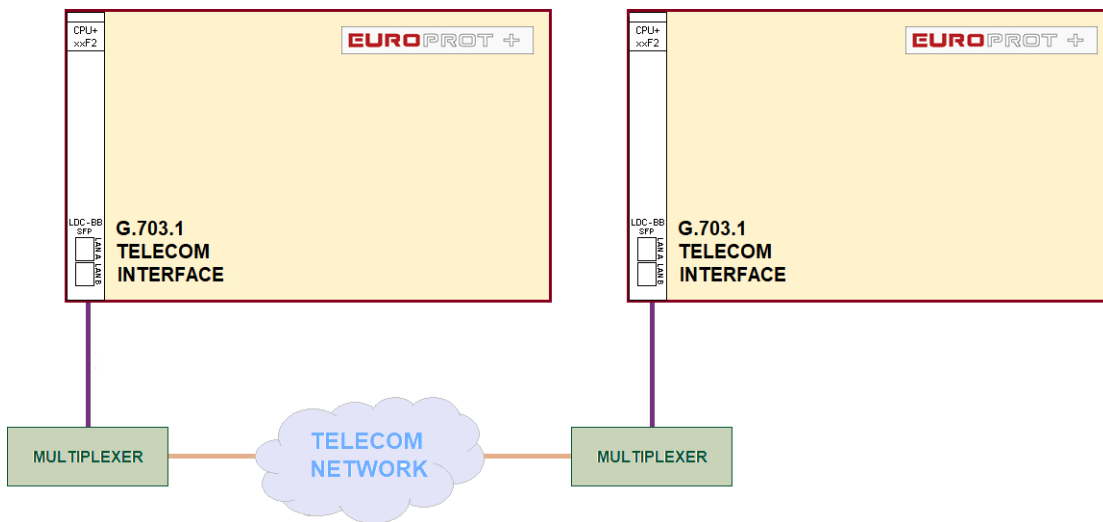 CPU+
xxF2
EUROPROT +
LDC-BB
SFP
LAN A
LAN B
G.703.1
TELECOM
INTERFACE
CPU+
xxF2
EUROPROT +
LDC-BB
SFP
LAN A
LAN B
G.703.1
TELECOM
INTERFACE
MULTIPLEXER
TELECOM
NETWORK
MULTIPLEXER